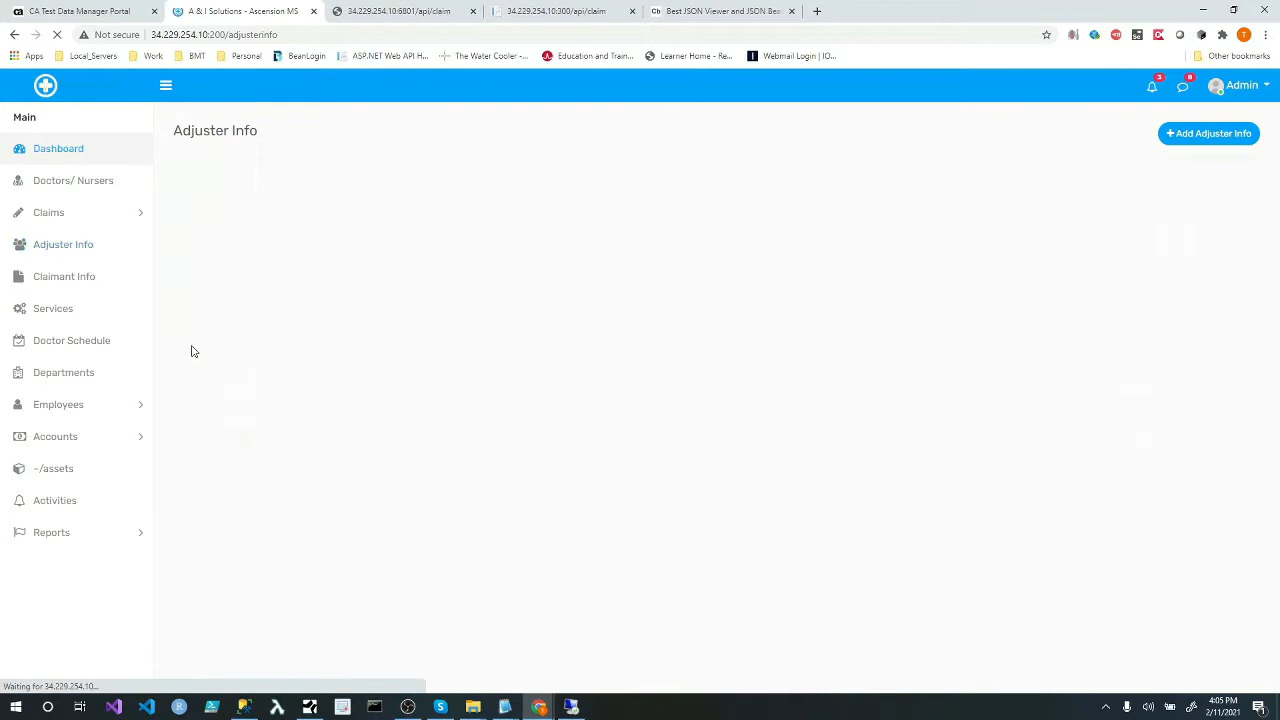 CA Test Data Manager Portal
A & I Solutions - Ascension MS
34.229.254.10:6801/api/claim
34.229.254.10:300/api/claim
Best JSON Viewer and JSON Be
Not secure 34.229.254.10:200/adjusterinfo
Apps Local_Servers Work BMT Personal BeanLogin ASP.NET Web API H... The Water Cooler -... Education and Train... Learner Home - Re... Webmail Login | IO... Other bookmarks
3 8 Admin
Main
Adjuster Info
+ Add Adjuster Info
Dashboard
Doctors/ Nursers
Claims
Adjuster Info
Claimant Info
Services
Doctor Schedule
Departments
Employees
Accounts
~/assets
Activities
Reports
Waiting for 34.229.254.10...
4:05 PM
2/11/2021